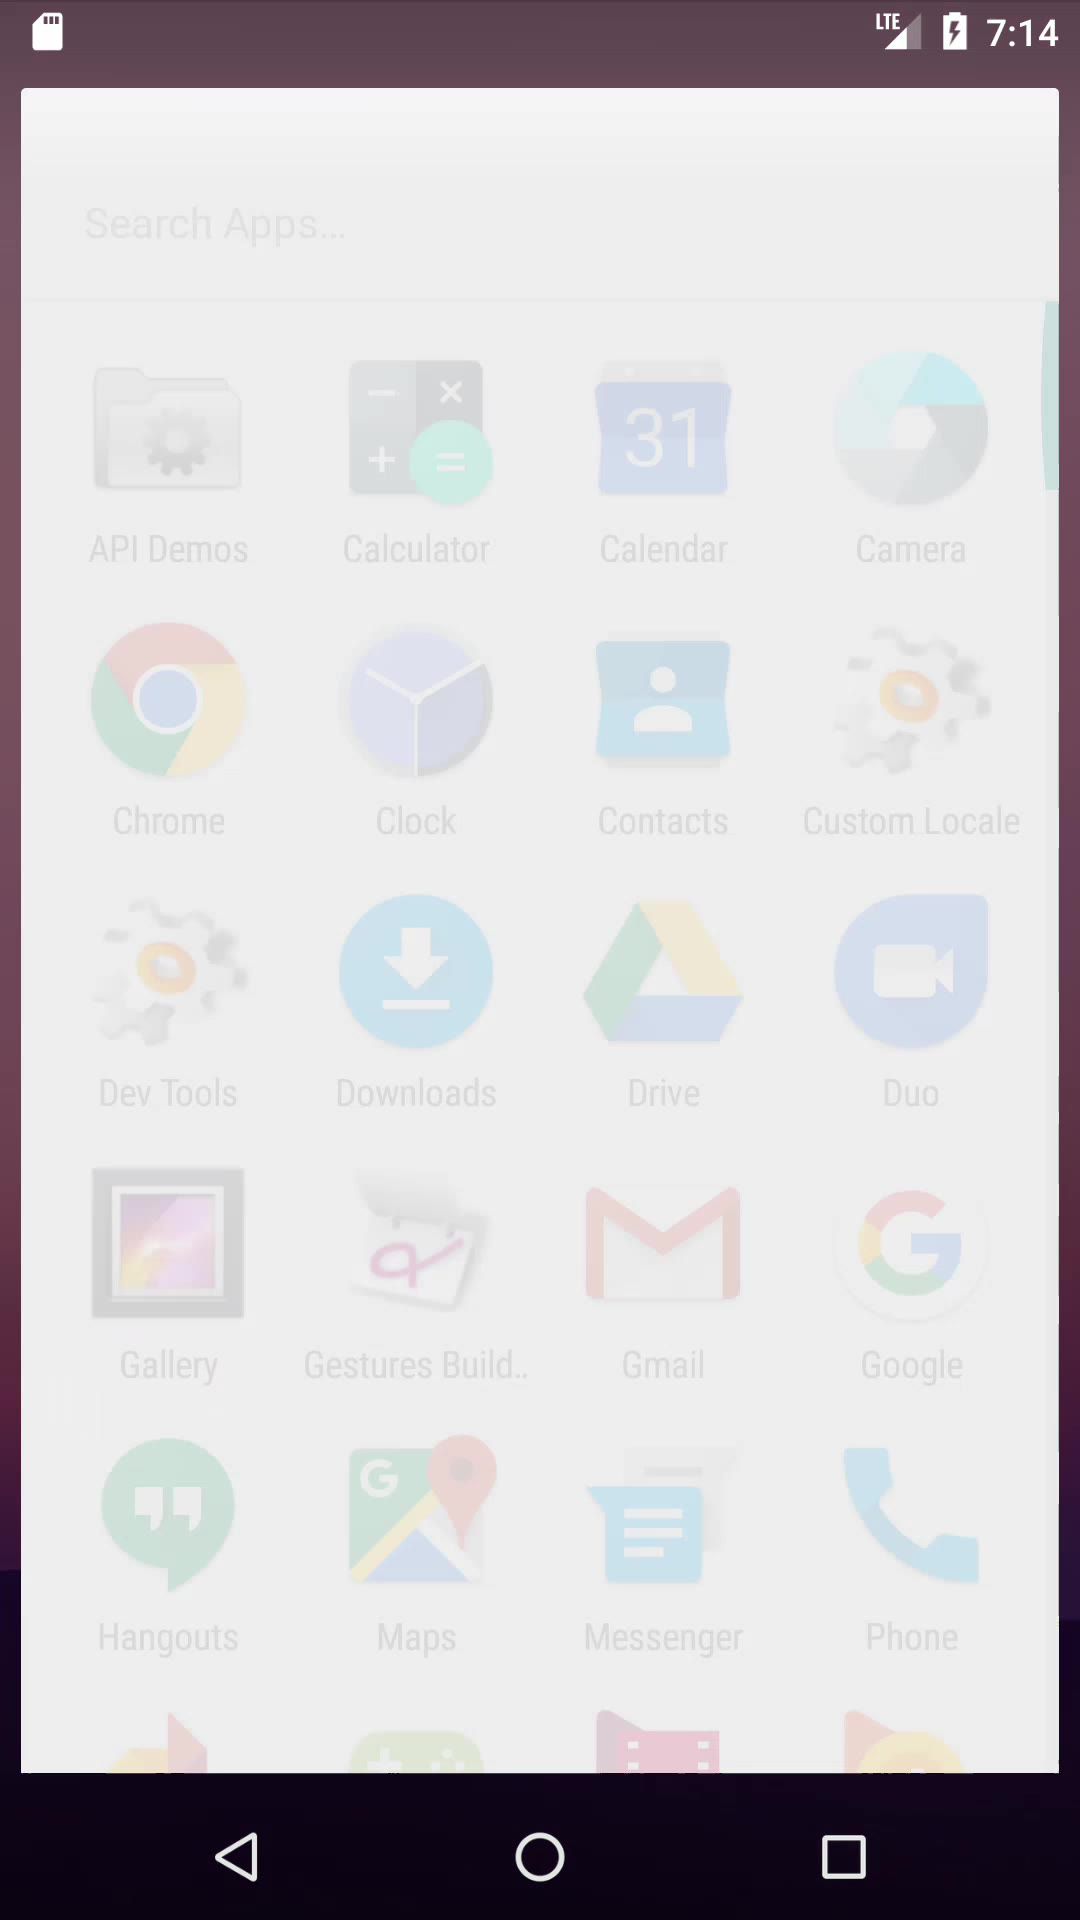 LTE 7:14
Search Apps...
31
API Demos Calculator Calendar Camera
Chrome Clock Contacts Custom Locale
Dev Tools Downloads Drive Duo
Gallery Gestures Build.. Gmail Google
Hangouts Maps Messenger Phone